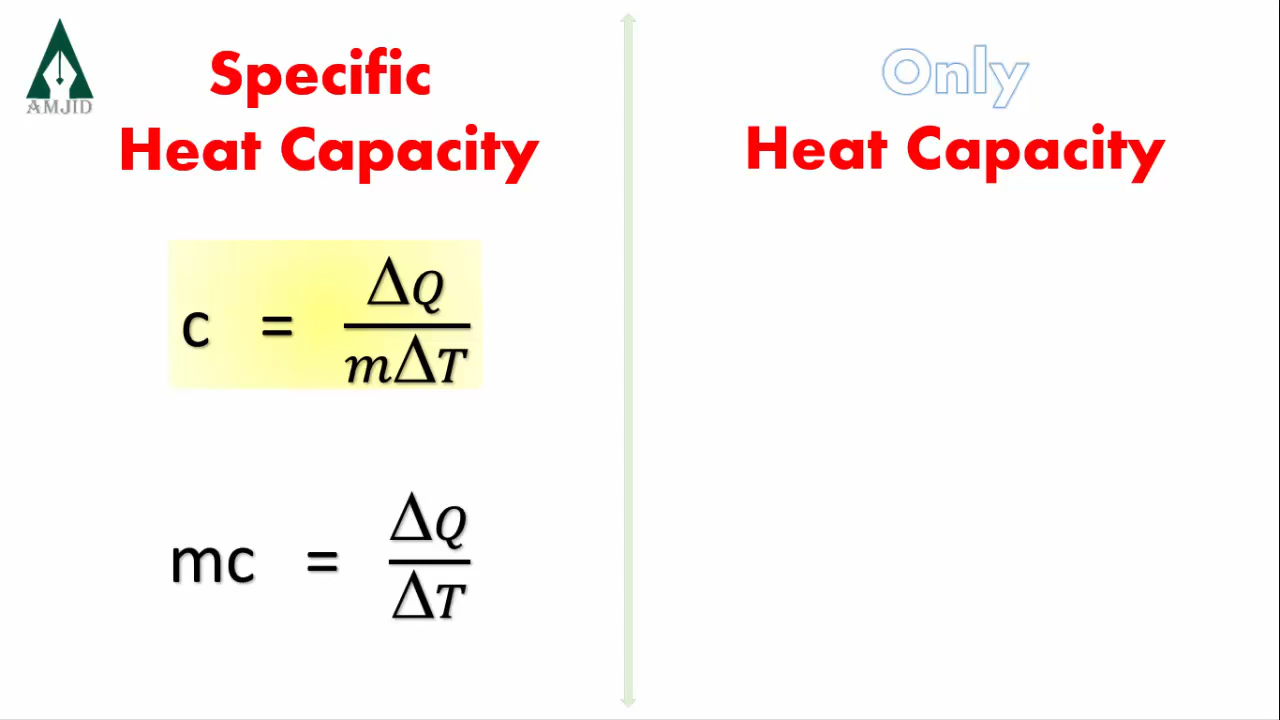 AMJID
Specific
Heat Capacity
c = ΔQ / mΔT
mc = ΔQ / ΔT
Only
Heat Capacity